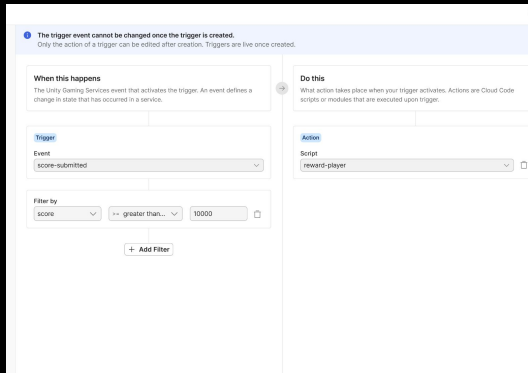 The trigger event cannot be changed once the trigger is created.
Only the action of a trigger can be edited after creation. Triggers are live once created.
When this happens
The Unity Gaming Services event that activates the trigger. An event defines a
change in state that has occurred in a service.
Trigger
Event
score-submitted
Filter by
score
>= greater than...
10000
+ Add Filter
Do this
What action takes place when your trigger activates. Actions are Cloud Code
scripts or modules that are executed upon trigger.
Action
Script
reward-player